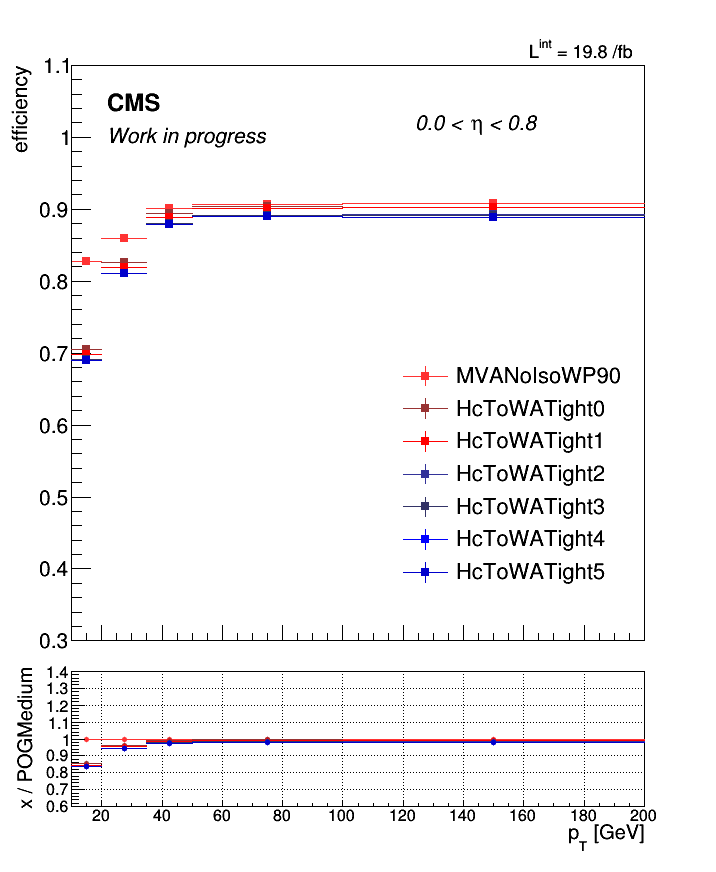 L^int = 19.8 /fb
efficiency
1.1
CMS
Work in progress
0.0 < η < 0.8
1
0.9
0.8
0.7
0.6
0.5
0.4
0.3
MVANoIsoWP90
HcToWATight0
HcToWATight1
HcToWATight2
HcToWATight3
HcToWATight4
HcToWATight5
x / POGMedium
1.4
1.3
1.2
1.1
1
0.9
0.8
0.7
0.6
20 40 60 80 100 120 140 160 180 200
p_T [GeV]